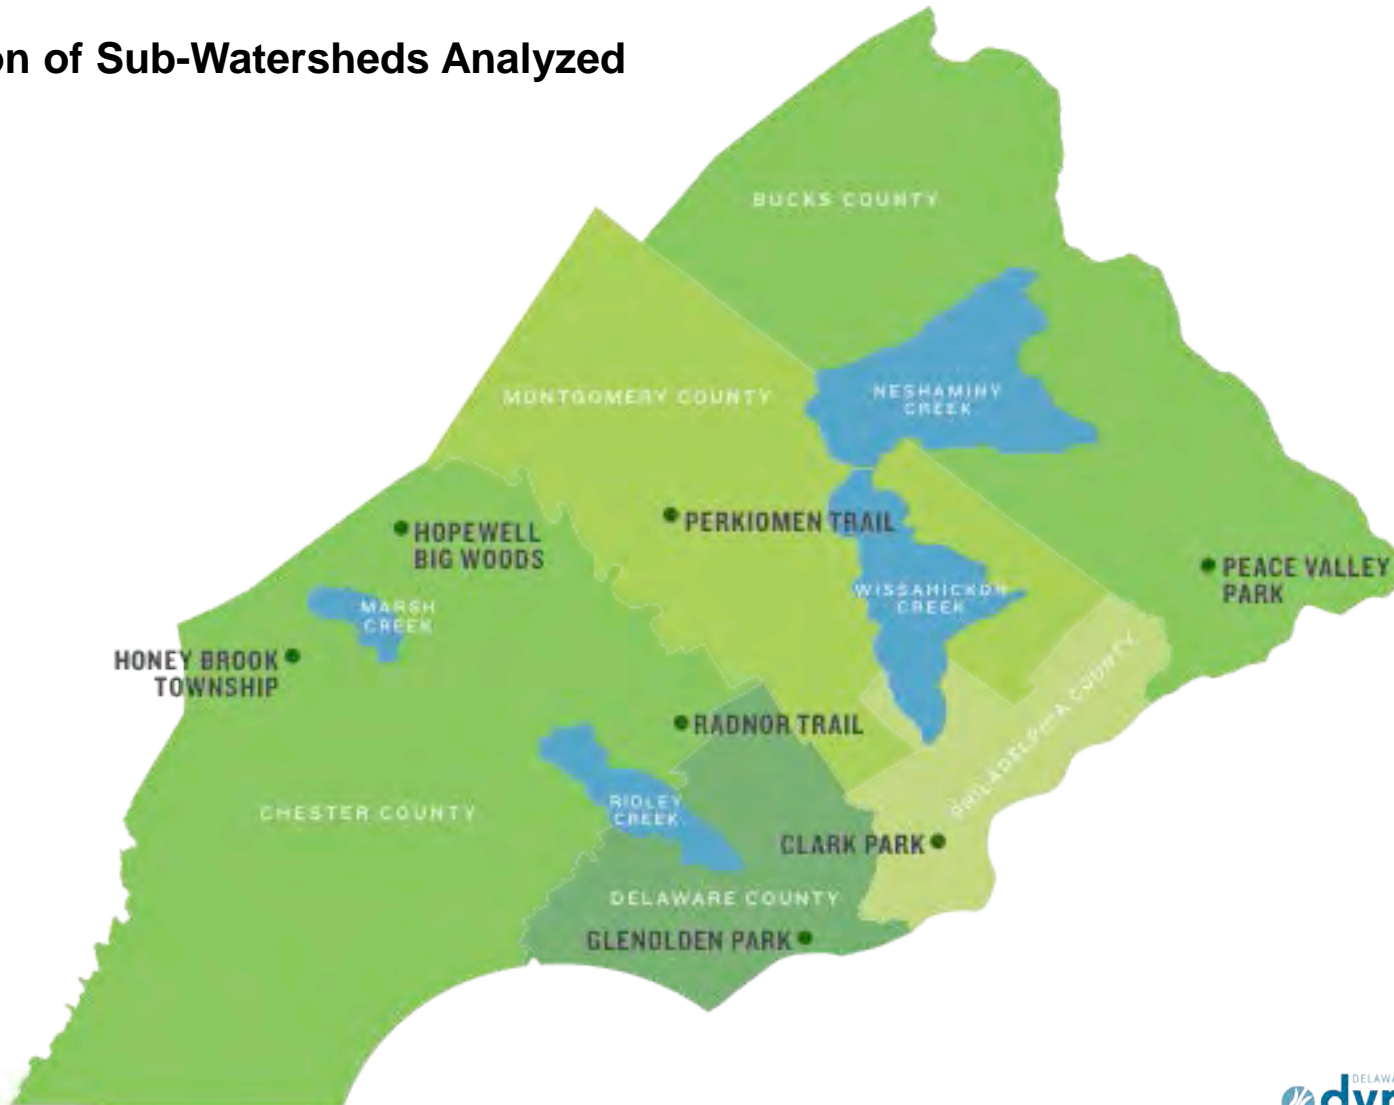 on of Sub-Watersheds Analyzed
BUCKS COUNTY
MONTGOMERY COUNTY
NESHAMINY
CREEK
HOPEWELL
BIG WOODS
PERKIOMEN TRAIL
PEACE VALLEY
PARK
MARSH
CREEK
WISSAHICKON
CREEK
HONEY BROOK
TOWNSHIP
PHILADELPHIA COUNTY
RADNOR TRAIL
RIDLEY
CREEK
CHESTER COUNTY
CLARK PARK
DELAWARE COUNTY
GLENOLDEN PARK
DELAWA